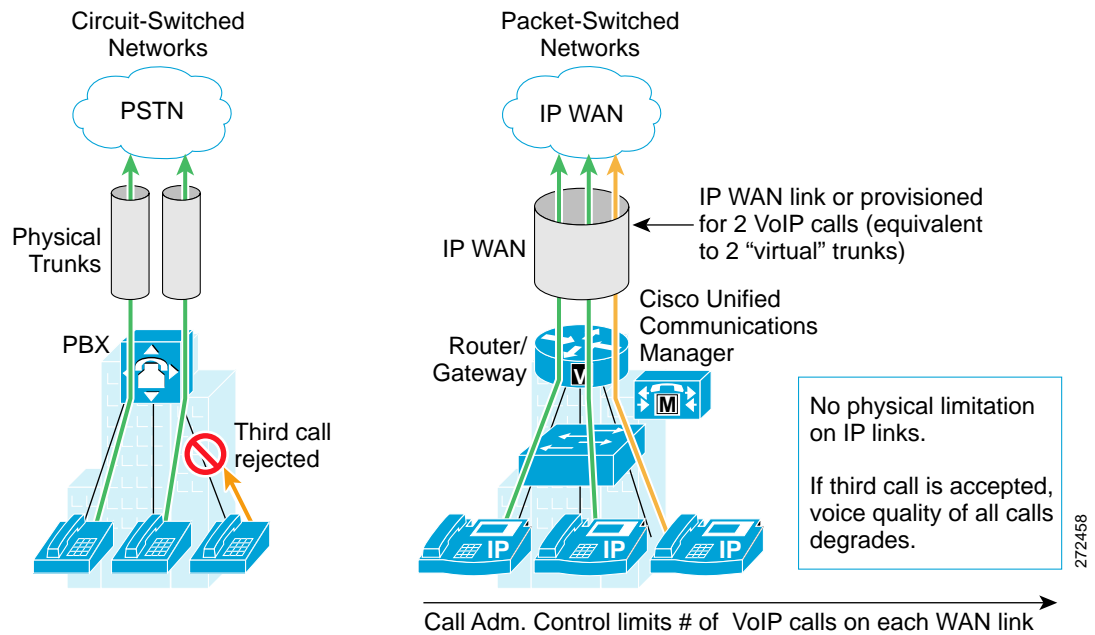 Circuit-Switched
Networks
PSTN
Physical
Trunks
PBX
Third call
rejected
Packet-Switched
Networks
IP WAN
IP WAN
IP WAN link or provisioned
for 2 VoIP calls (equivalent
to 2 “virtual” trunks)
Cisco Unified
Communications
Manager
Router/
Gateway
V
M
IP
IP
IP
No physical limitation
on IP links.
If third call is accepted,
voice quality of all calls
degrades.
272458
Call Adm. Control limits # of VoIP calls on each WAN link